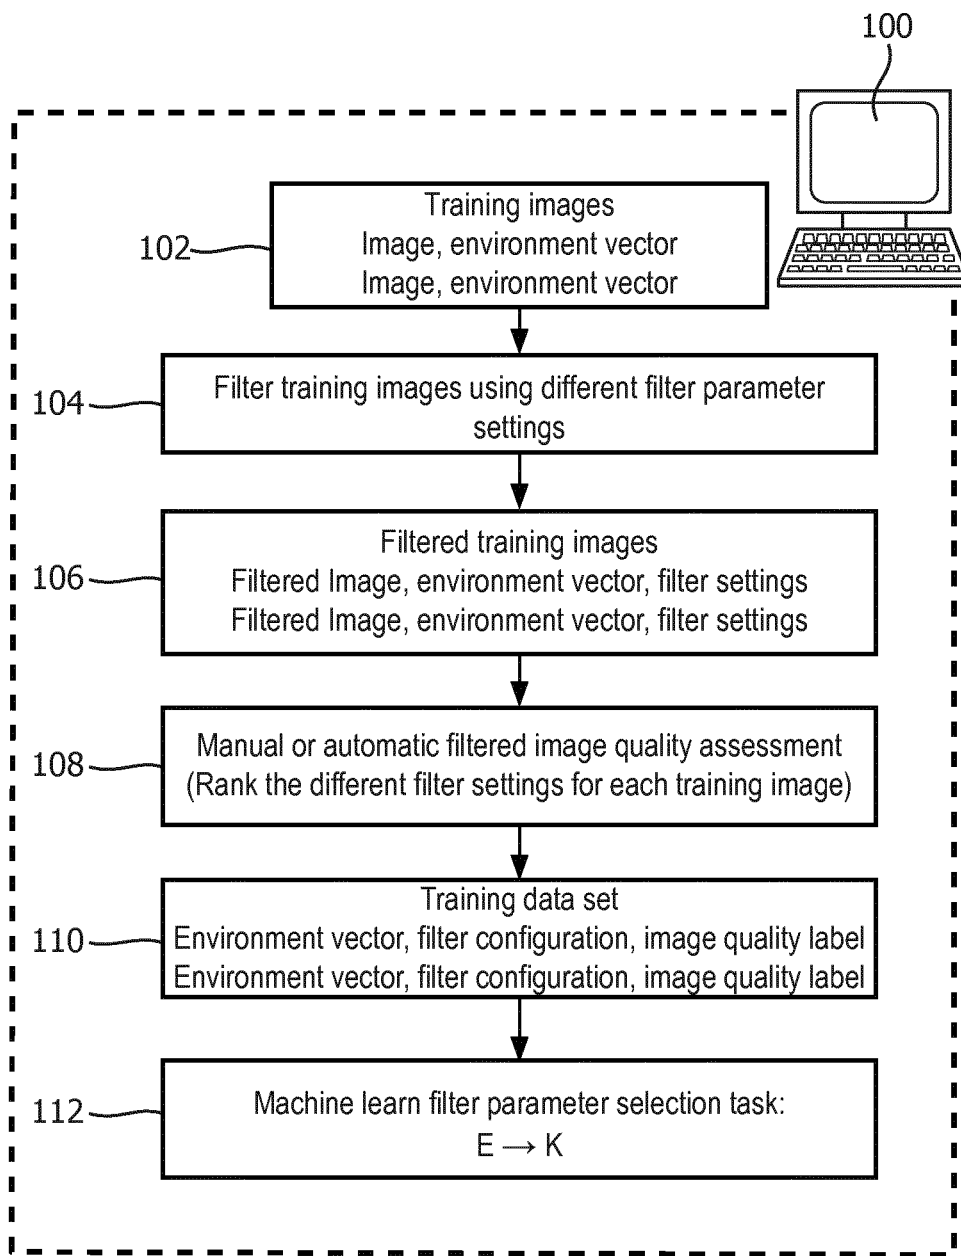 100
Training images
102
Image, environment vector
Image, environment vector
104
Filter training images using different filter parameter
settings
Filtered training images
106
Filtered Image, environment vector, filter settings
Filtered Image, environment vector, filter settings
108
Manual or automatic filtered image quality assessment
(Rank the different filter settings for each training image)
Training data set
110
Environment vector, filter configuration, image quality label
Environment vector, filter configuration, image quality label
112
Machine learn filter parameter selection task:
E → K